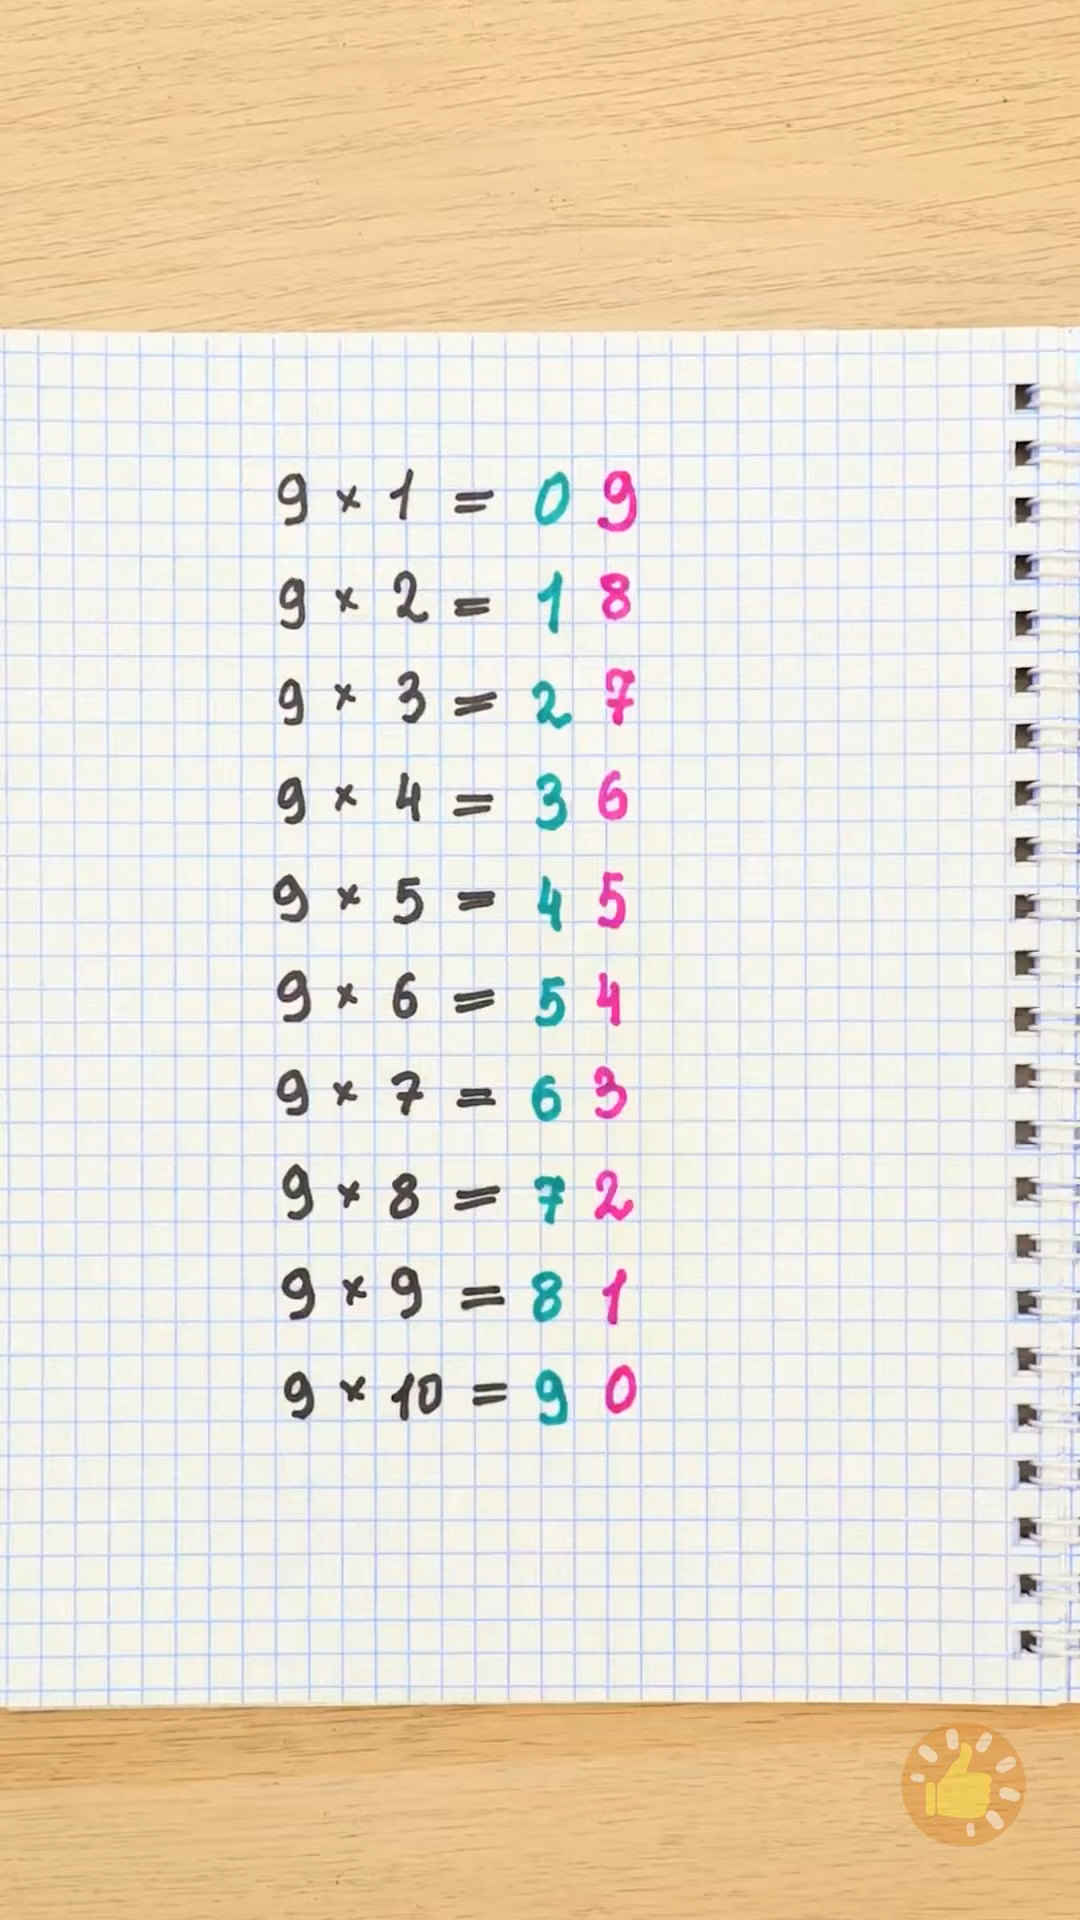 9 × 1 = 0 9
9 × 2 = 1 8
9 × 3 = 2 7
9 × 4 = 3 6
9 × 5 = 4 5
9 × 6 = 5 4
9 × 7 = 6 3
9 × 8 = 7 2
9 × 9 = 8 1
9 × 10 = 9 0